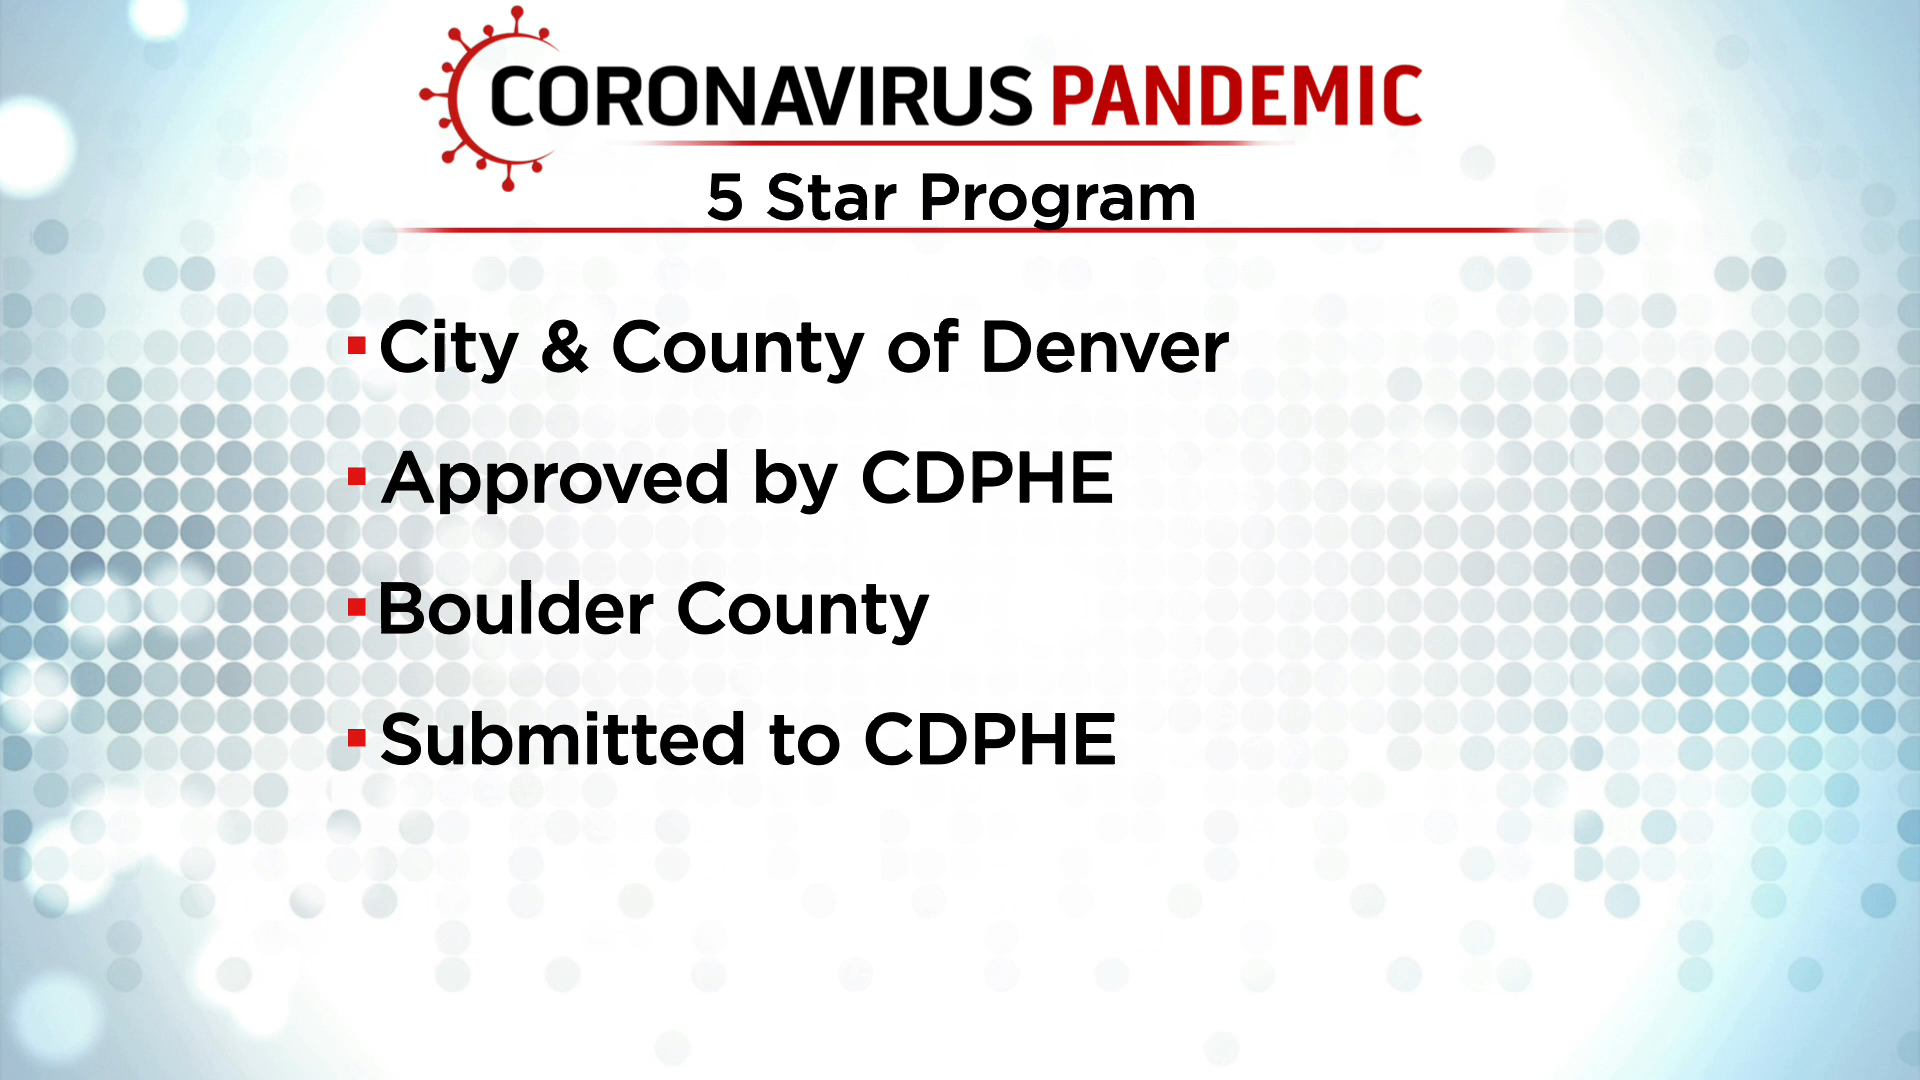 CORONAVIRUS PANDEMIC
5 Star Program
City & County of Denver
Approved by CDPHE
Boulder County
Submitted to CDPHE